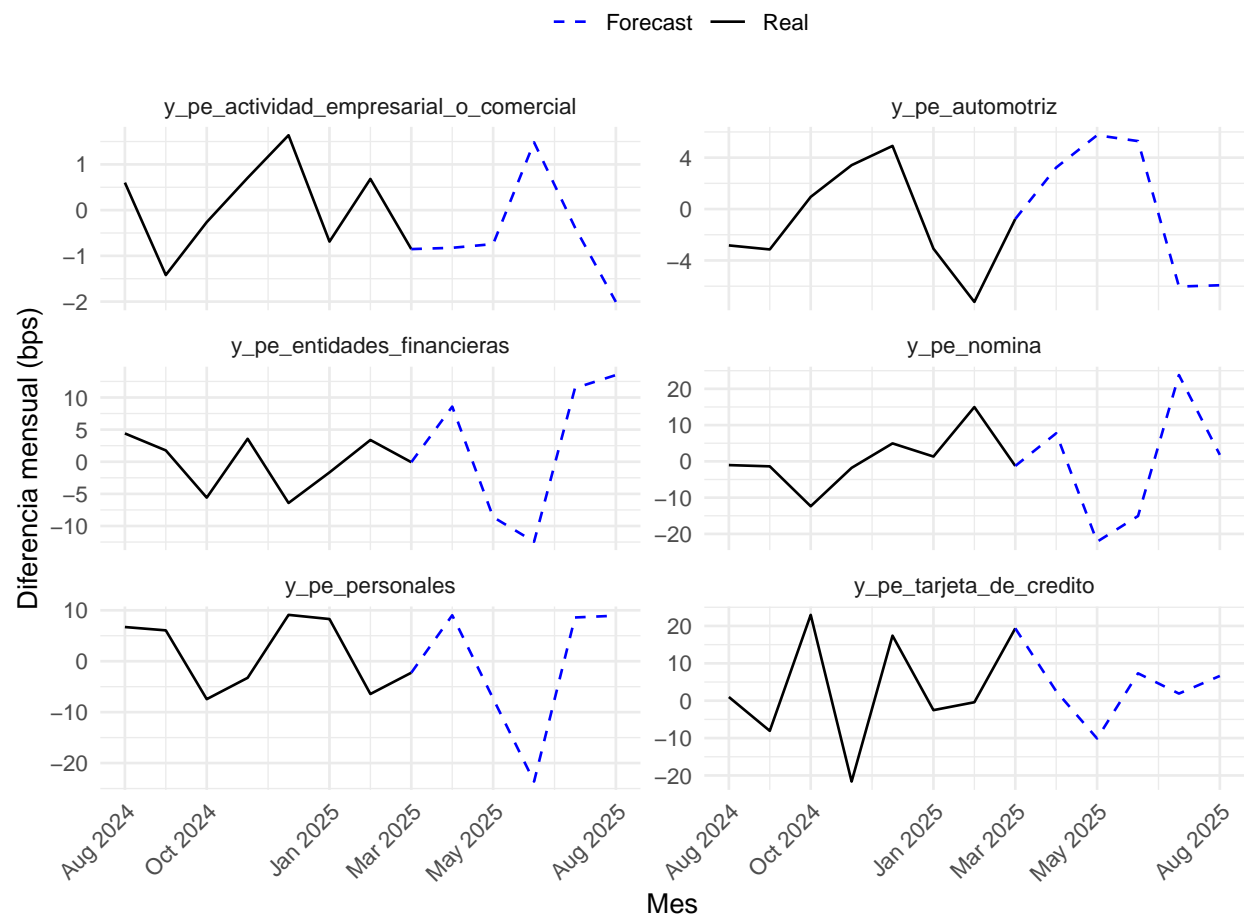 Forecast Real
y_pe_actividad_empresarial_o_comercial
1
0
−1
−2
y_pe_automotriz
4
0
−4
y_pe_entidades_financieras
10
5
0
−5
−10
y_pe_nomina
20
10
0
−10
−20
y_pe_personales
10
0
−10
−20
y_pe_tarjeta_de_credito
20
10
0
−10
−20
Aug 2024
Oct 2024
Jan 2025
Mar 2025
May 2025
Aug 2025
Aug 2024
Oct 2024
Jan 2025
Mar 2025
May 2025
Aug 2025
Mes
Diferencia mensual (bps)